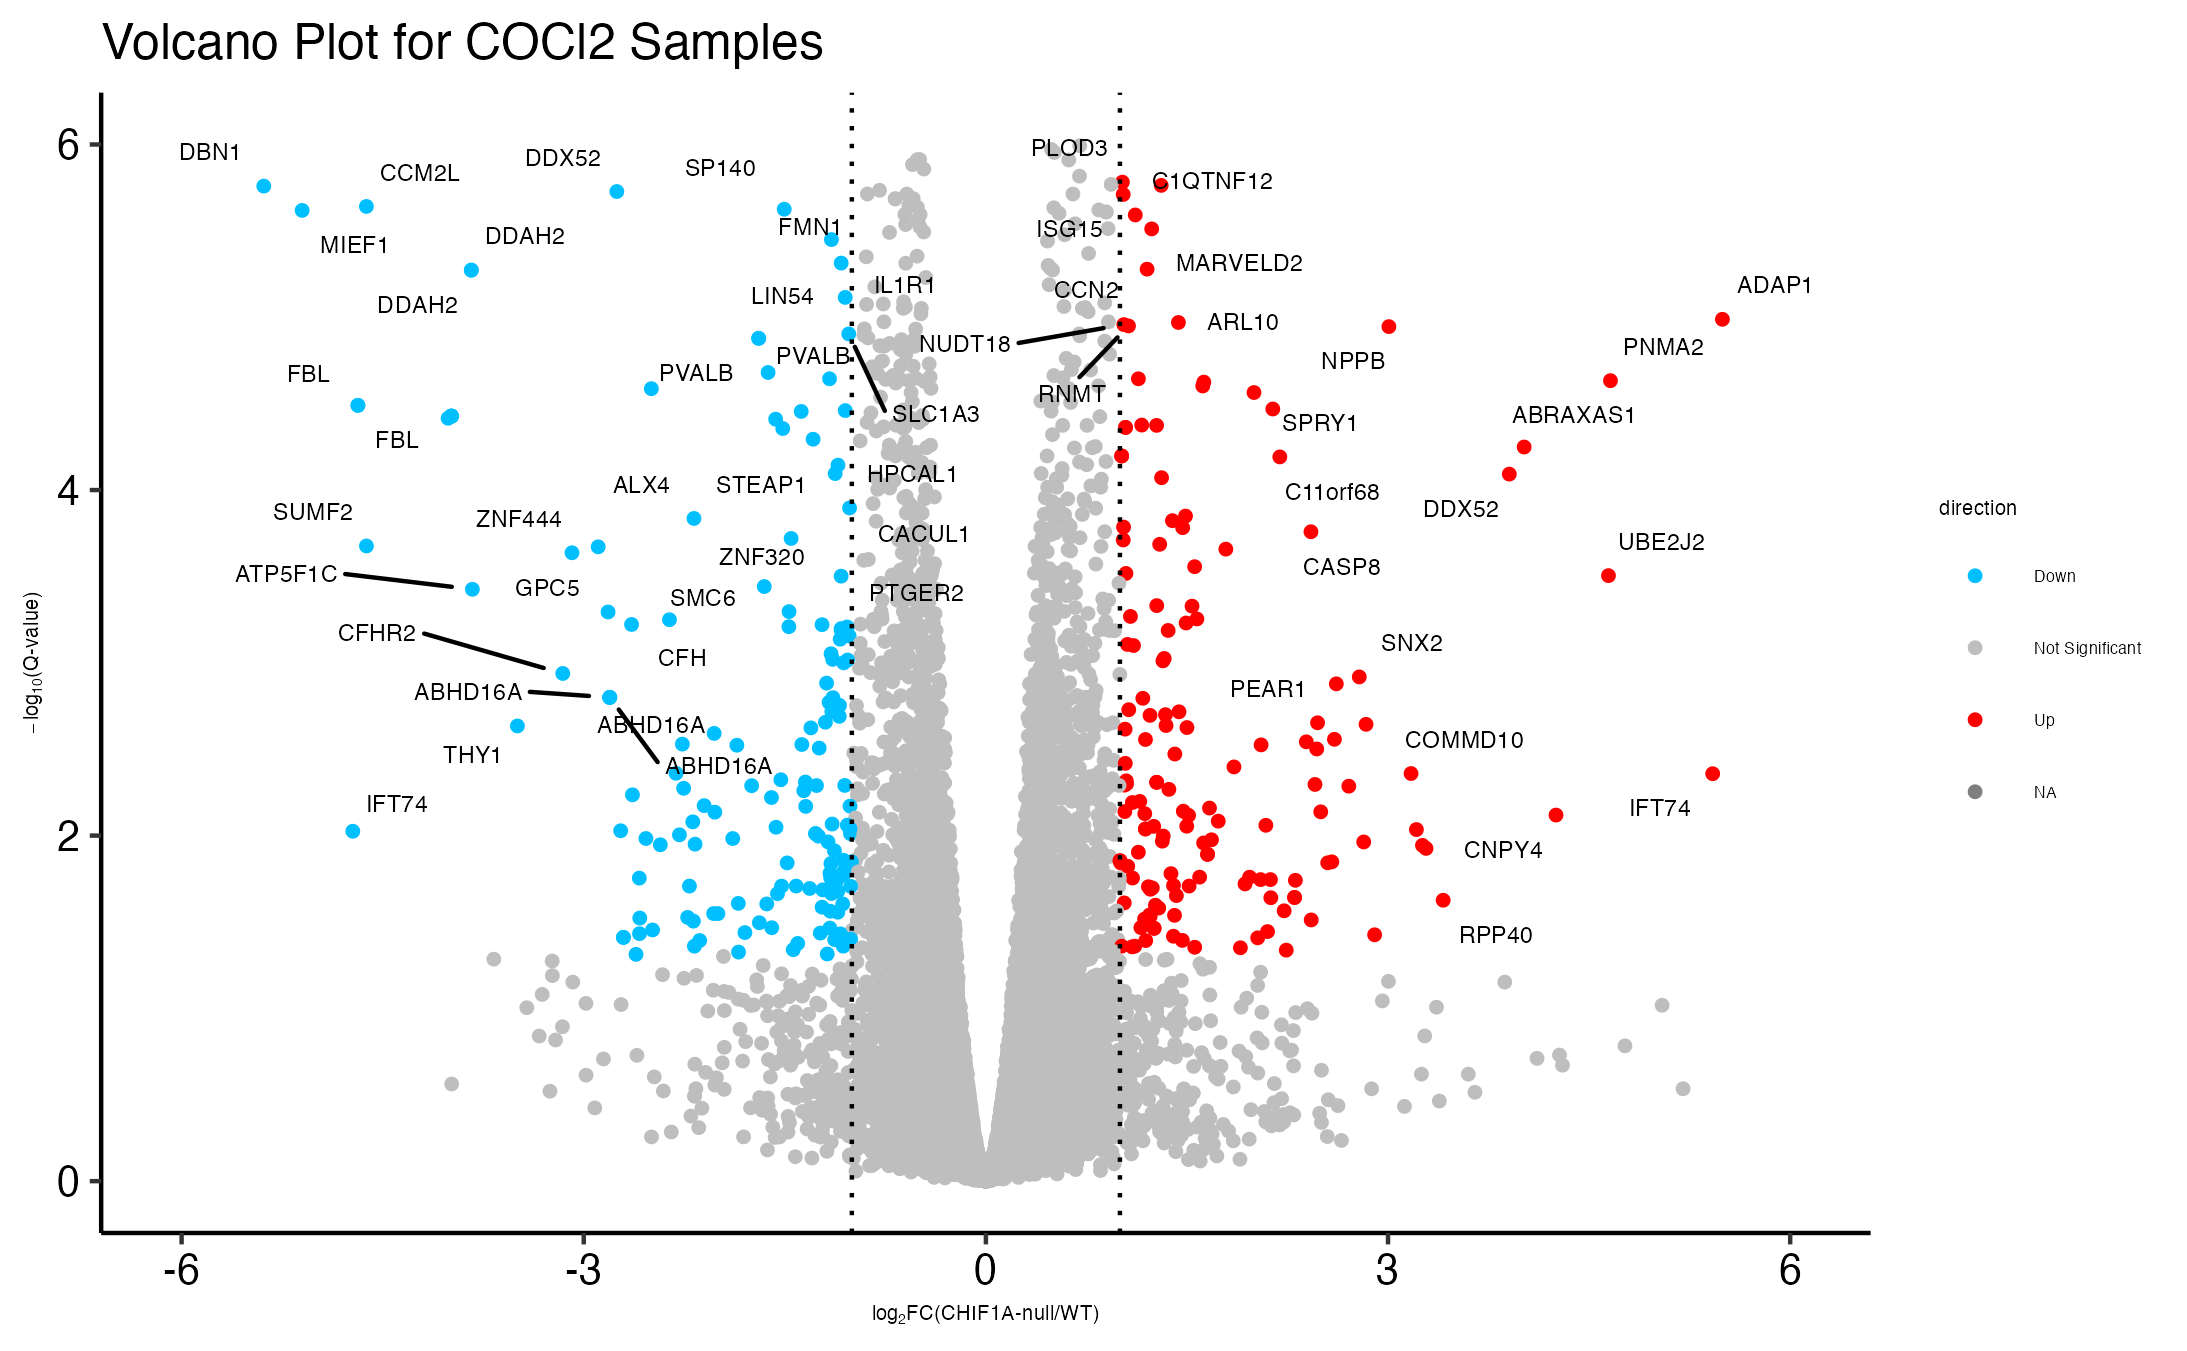 Volcano Plot for COCl2 Samples
6
4
2
0
-6
-3
0
3
6
−log10(Q-value)
log2FC(CHIF1A-null/WT)
DBN1
CCM2L
DDX52
SP140
MIEF1
DDAH2
FMN1
DDAH2
LIN54
IL1R1
FBL
PVALB
PVALB
SLC1A3
FBL
HPCAL1
ALX4
STEAP1
SUMF2
ZNF444
CACUL1
ZNF320
ATP5F1C
GPC5
SMC6
PTGER2
CFHR2
CFH
ABHD16A
ABHD16A
THY1
ABHD16A
IFT74
PLOD3
C1QTNF12
ISG15
MARVELD2
CCN2
ADAP1
NUDT18
ARL10
NPPB
PNMA2
RNMT
SPRY1
ABRAXAS1
C11orf68
DDX52
UBE2J2
CASP8
SNX2
PEAR1
COMMD10
IFT74
CNPY4
RPP40
direction
Down
Not Significant
Up
NA